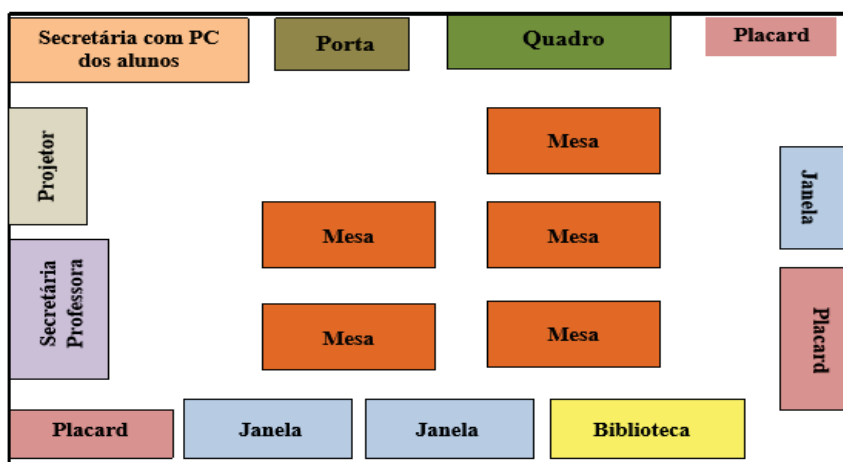 Secretária com PC
dos alunos
Porta
Quadro
Placard
Projetor
Mesa
Janela
Mesa
Mesa
Secretária
Professora
Mesa
Mesa
Placard
Placard
Janela
Janela
Biblioteca